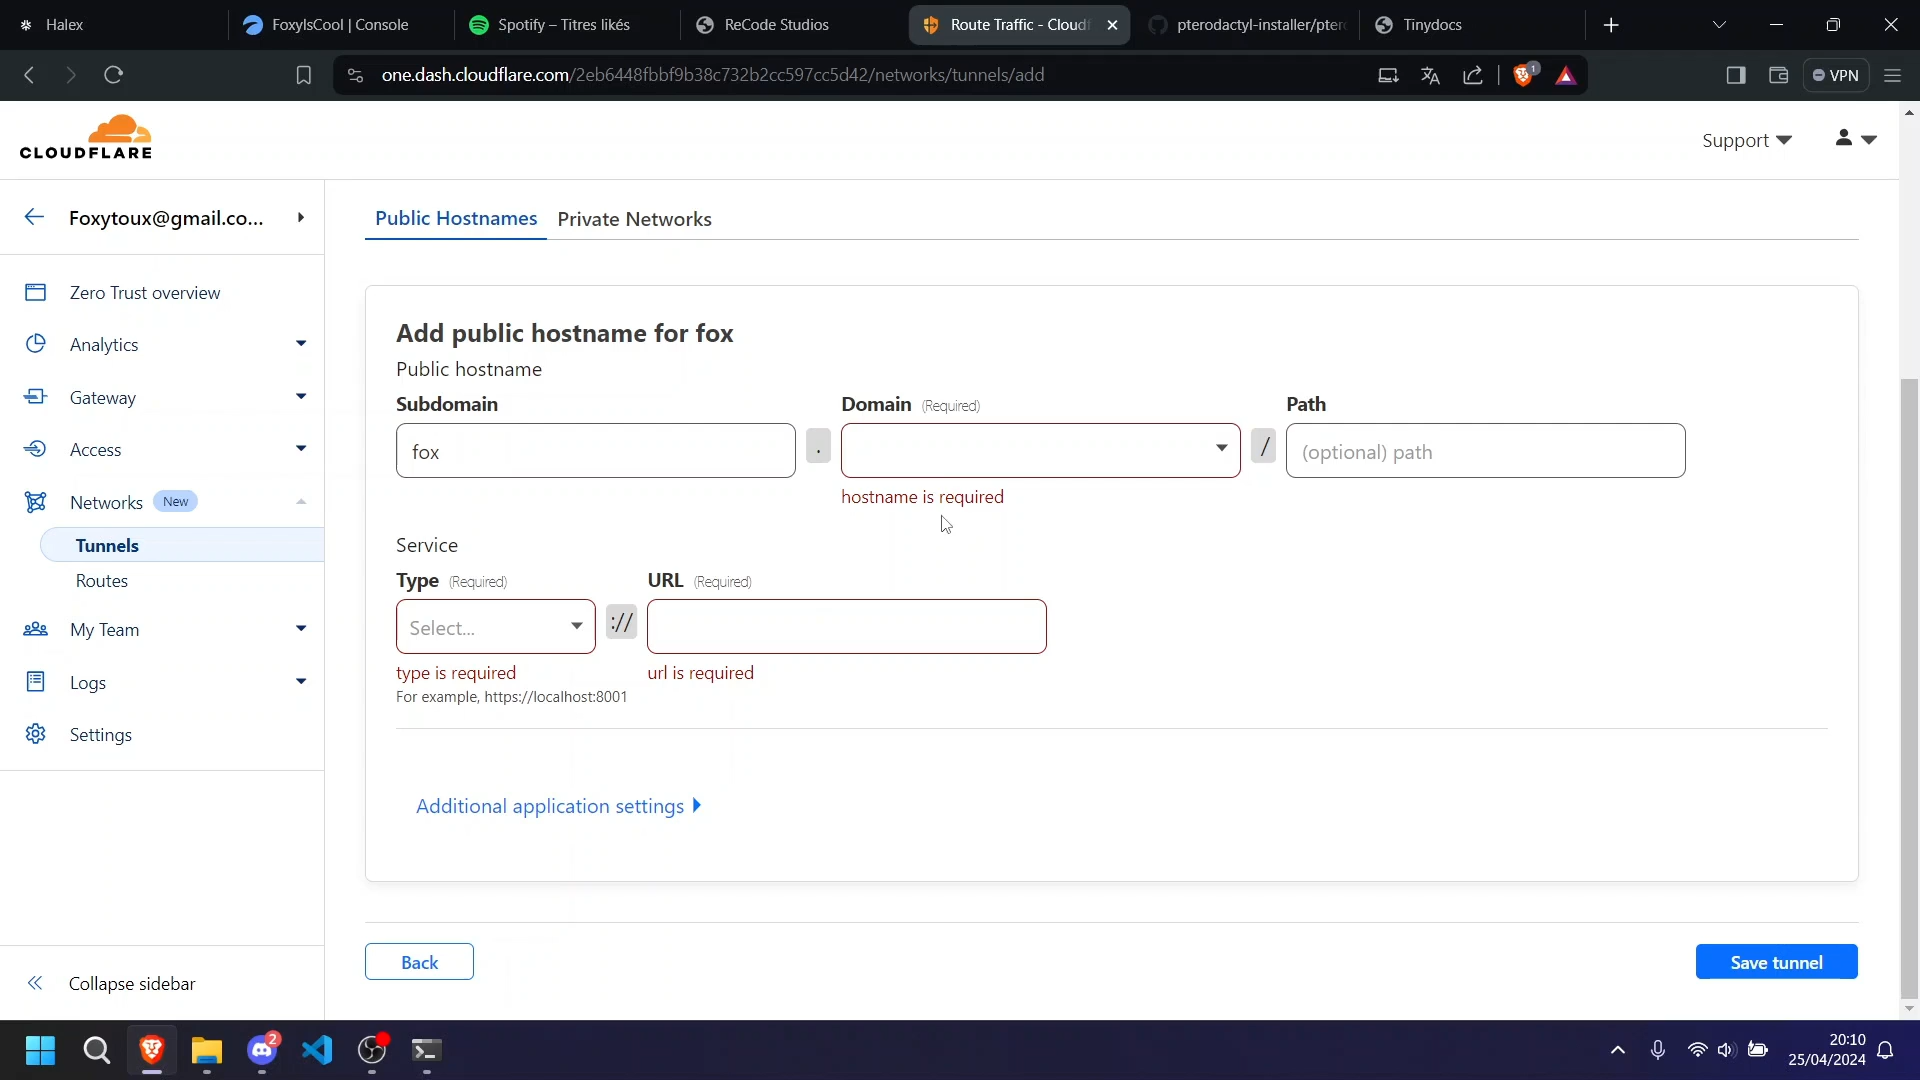 Halex
FoxyIsCool | Console
Spotify – Titres likés
ReCode Studios
Route Traffic - Cloudf
pterodactyl-installer/pter
Tinydocs
one.dash.cloudflare.com/2eb6448fbbf9b38c732b2cc597cc5d42/networks/tunnels/add
1
VPN
CLOUDFLARE
Support
Foxytoux@gmail.co...
Public Hostnames
Private Networks
Zero Trust overview
Analytics
Gateway
Access
Networks New
Tunnels
Routes
My Team
Logs
Settings
Collapse sidebar
Add public hostname for fox
Public hostname
Subdomain
Domain (Required)
Path
fox
.
/
(optional) path
hostname is required
Service
Type (Required)
URL (Required)
Select...
://
type is required
url is required
For example, https://localhost:8001
Additional application settings
Back
Save tunnel
2
20:10
25/04/2024